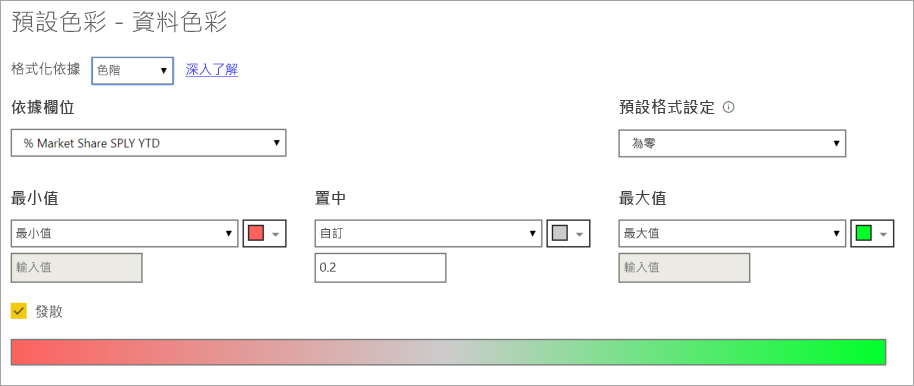 預設色彩 - 資料色彩
格式化依據 色階 深入了解
依據欄位 預設格式設定
% Market Share SPLY YTD 為零
最小值 置中 最大值
最小值 自訂 最大值
輸入值 0.2 輸入值
發散